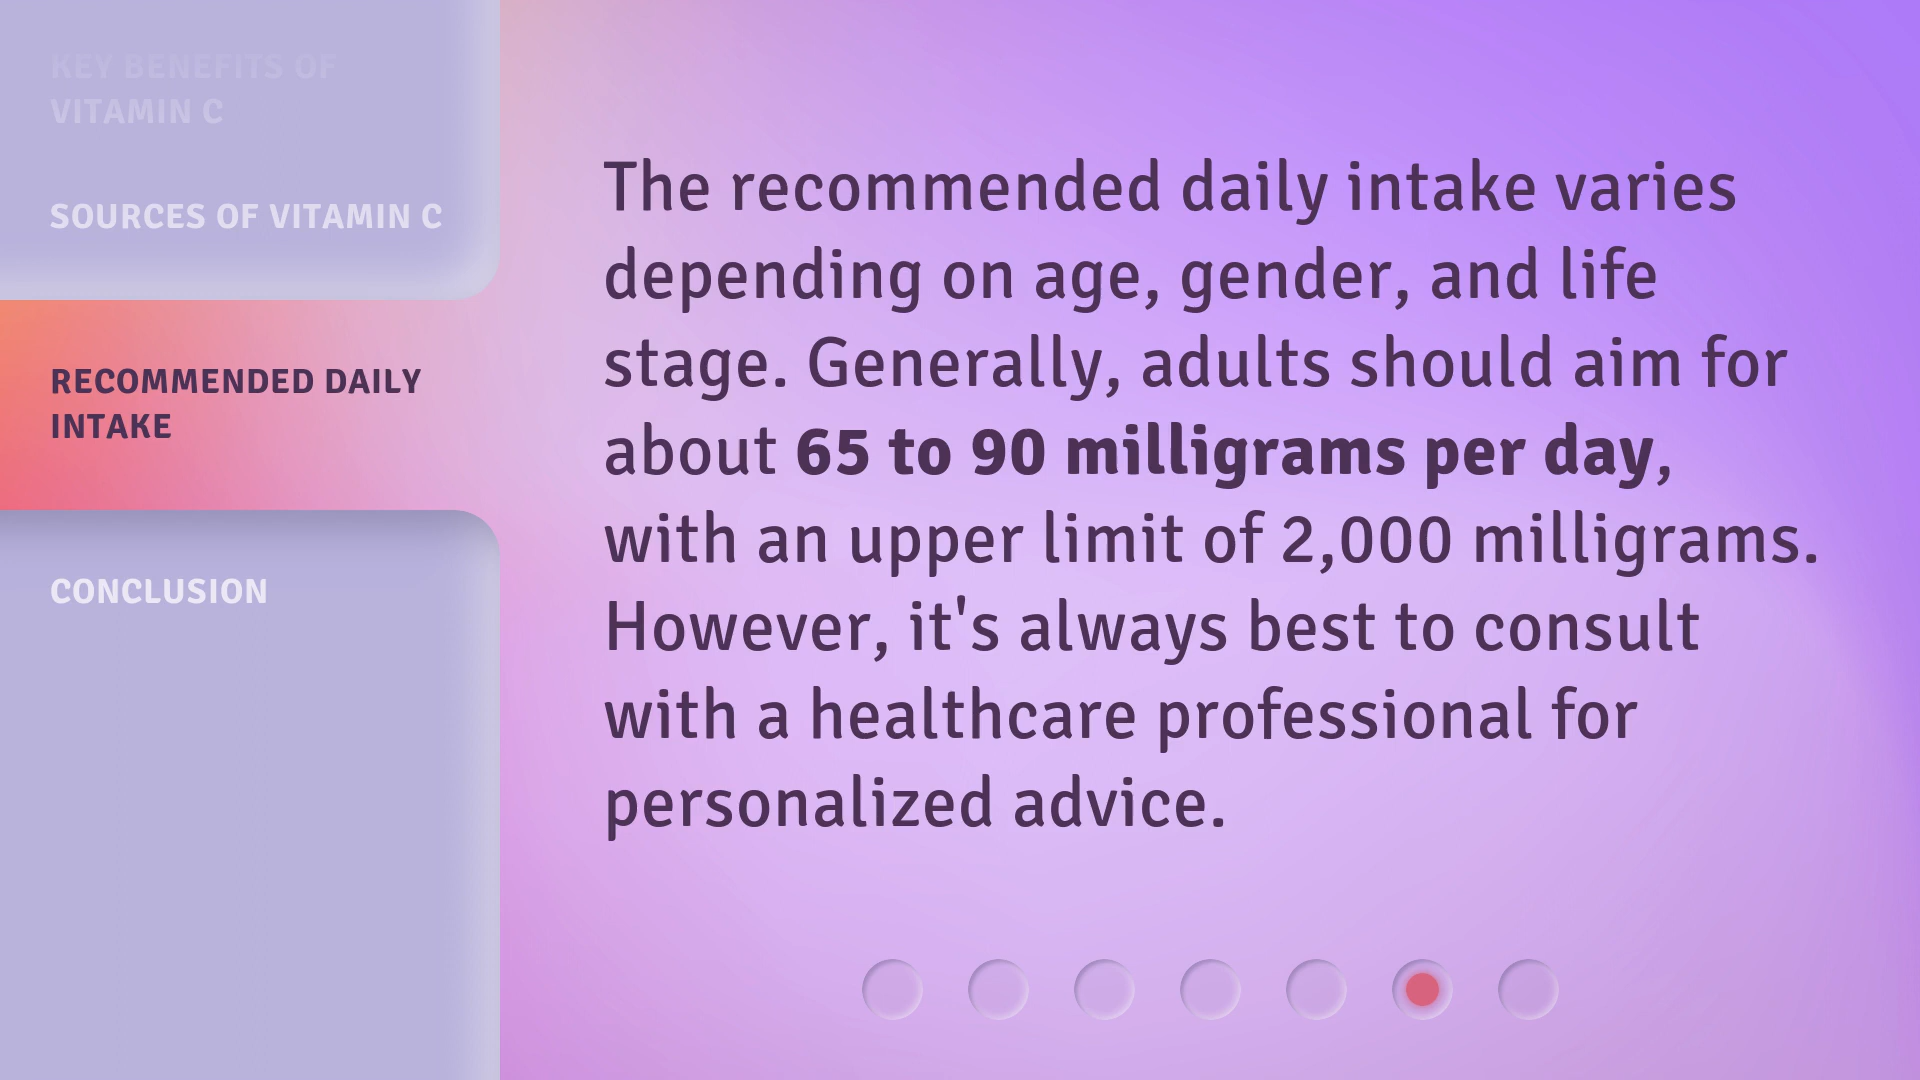 KEY BENEFITS OF
VITAMIN C
SOURCES OF VITAMIN C
RECOMMENDED DAILY
INTAKE
CONCLUSION
The recommended daily intake varies
depending on age, gender, and life
stage. Generally, adults should aim for
about 65 to 90 milligrams per day,
with an upper limit of 2,000 milligrams.
However, it's always best to consult
with a healthcare professional for
personalized advice.